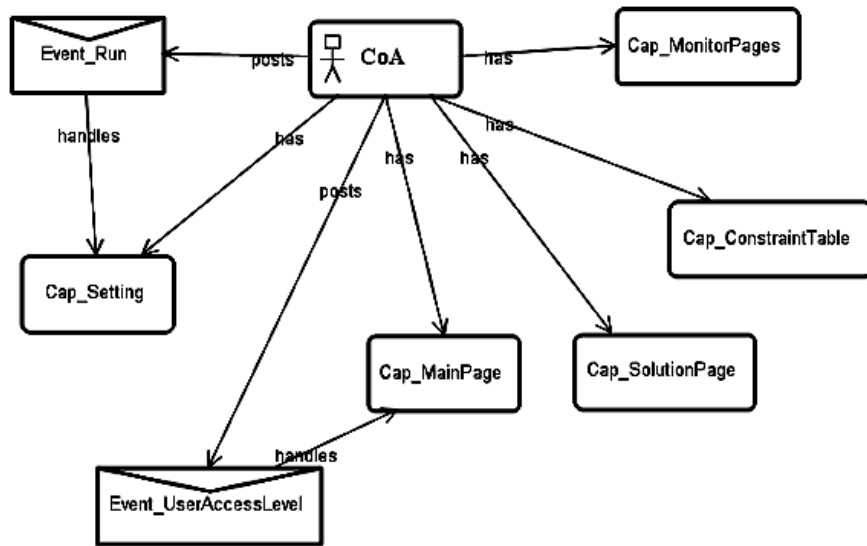 Event_Run
posts
CoA
has
Cap_MonitorPages
handles
has
has
has
has
posts
Cap_ConstraintTable
Cap_Setting
Cap_MainPage
Cap_SolutionPage
handles
Event_UserAccessLevel